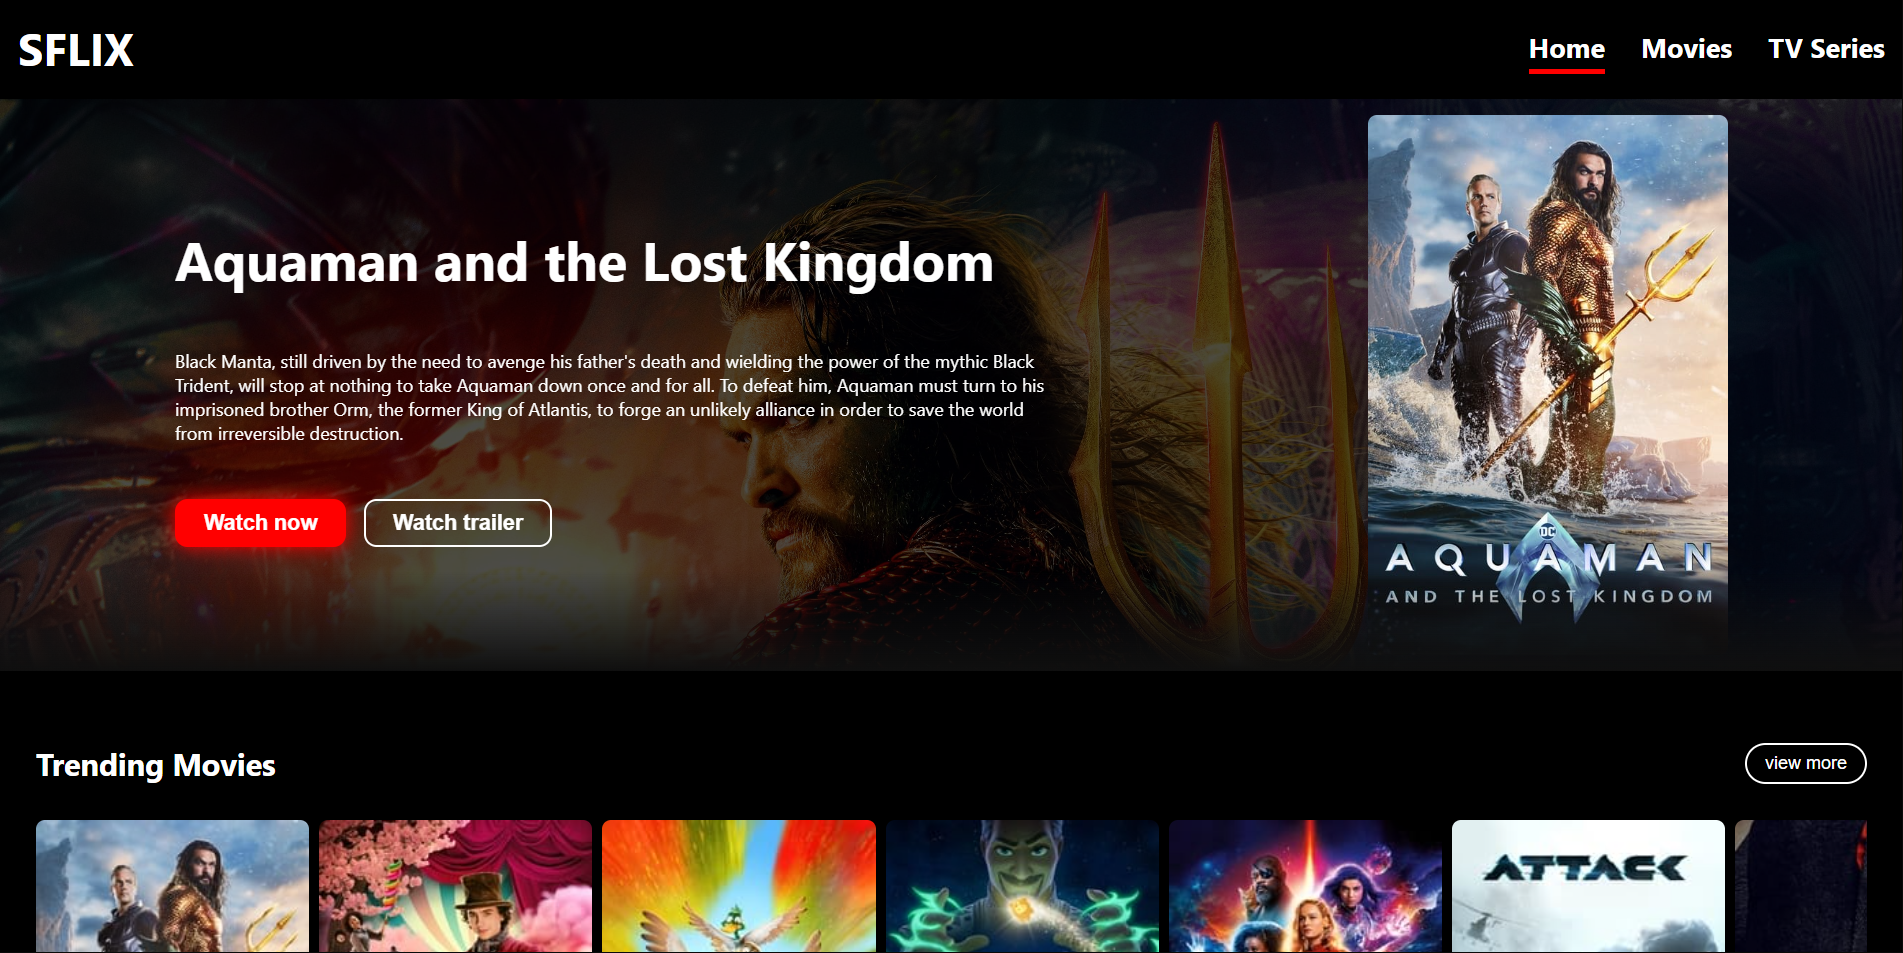 SFLIX
Home Movies TV Series
Aquaman and the Lost Kingdom
Black Manta, still driven by the need to avenge his father's death and wielding the power of the mythic Black
Trident, will stop at nothing to take Aquaman down once and for all. To defeat him, Aquaman must turn to his
imprisoned brother Orm, the former King of Atlantis, to forge an unlikely alliance in order to save the world
from irreversible destruction.
Watch now Watch trailer
DC
AQUAMAN
AND THE LOST KINGDOM
Trending Movies
view more
ATTACK